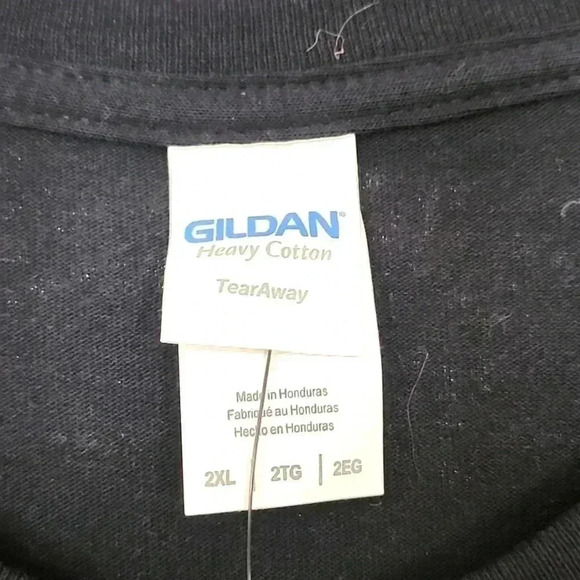 GILDAN®
Heavy Cotton
TearAway
Made in Honduras
Fabriqué au Honduras
Hecho en Honduras
2XL | 2TG | 2EG